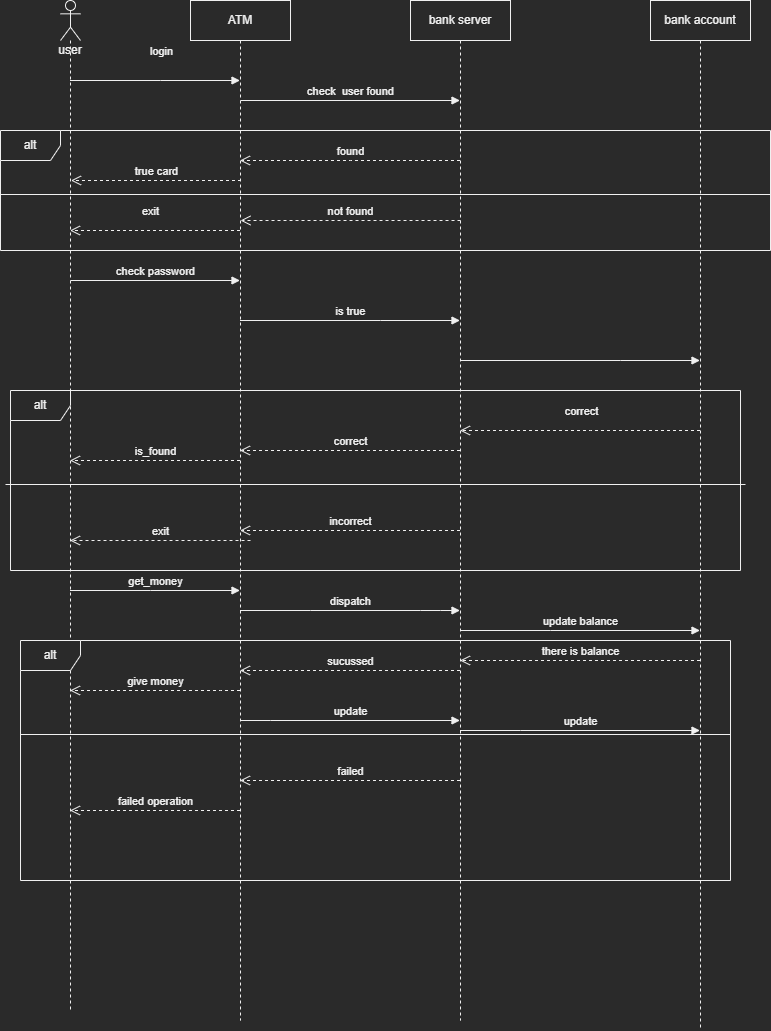 ATM
bank server
bank account
user
login
check user found
alt
found
true card
exit
not found
check password
is true
alt
correct
correct
is_found
incorrect
exit
get_money
dispatch
update balance
alt
there is balance
sucussed
give money
update
update
failed
failed operation